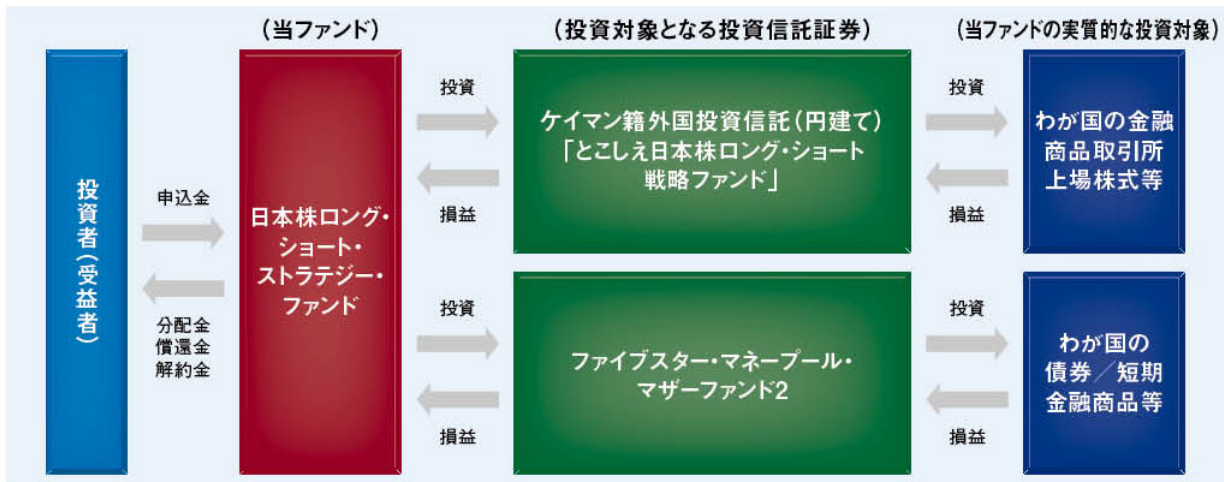 (当ファンド)
(投資対象となる投資信託証券)
(当ファンドの実質的な投資対象)
投資者(受益者)
申込金
分配金
償還金
解約金
日本株ロング・
ショート・
ストラテジー・
ファンド
投資
損益
ケイマン籍外国投資信託(円建て)
「とこしえ日本株ロング・ショート
戦略ファンド」
投資
損益
わが国の金融
商品取引所
上場株式等
投資
損益
ファイブスター・マネープール・
マザーファンド2
投資
損益
わが国の
債券/短期
金融商品等